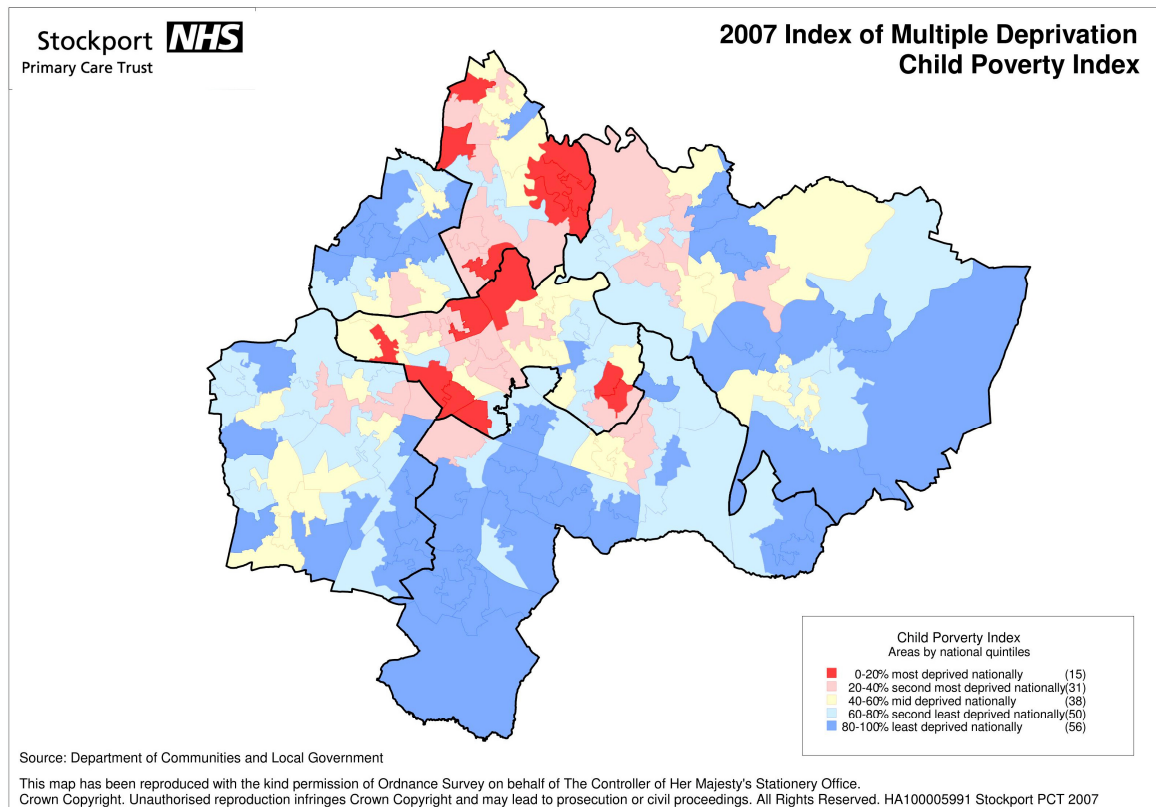 Stockport NHS
Primary Care Trust
2007 Index of Multiple Deprivation
Child Poverty Index
Child Porverty Index
Areas by national quintiles
0-20% most deprived nationally (15)
20-40% second most deprived nationally(31)
40-60% mid deprived nationally (38)
60-80% second least deprived nationally(50)
80-100% least deprived nationally (56)
Source: Department of Communities and Local Government
This map has been reproduced with the kind permission of Ordnance Survey on behalf of The Controller of Her Majesty's Stationery Office.
Crown Copyright. Unauthorised reproduction infringes Crown Copyright and may lead to prosecution or civil proceedings. All Rights Reserved. HA100005991 Stockport PCT 2007